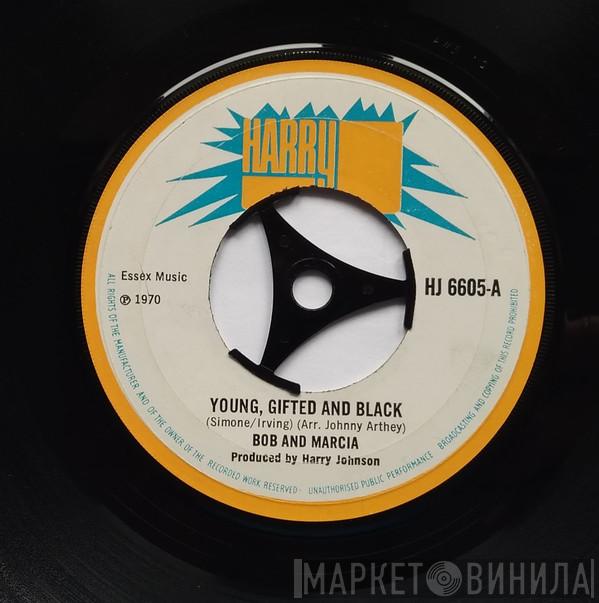 HARRY
Essex Music
℗ 1970
HJ 6605-A
YOUNG, GIFTED AND BLACK
(Simone/Irving) (Arr. Johnny Arthey)
BOB AND MARCIA
Produced by Harry Johnson
ALL RIGHTS OF THE MANUFACTURER AND OF THE OWNER OF THE RECORDED WORK RESERVED · UNAUTHORISED PUBLIC PERFORMANCE BROADCASTING AND COPYING OF THIS RECORD PROHIBITED
МАРКЕТ ВИНИЛА